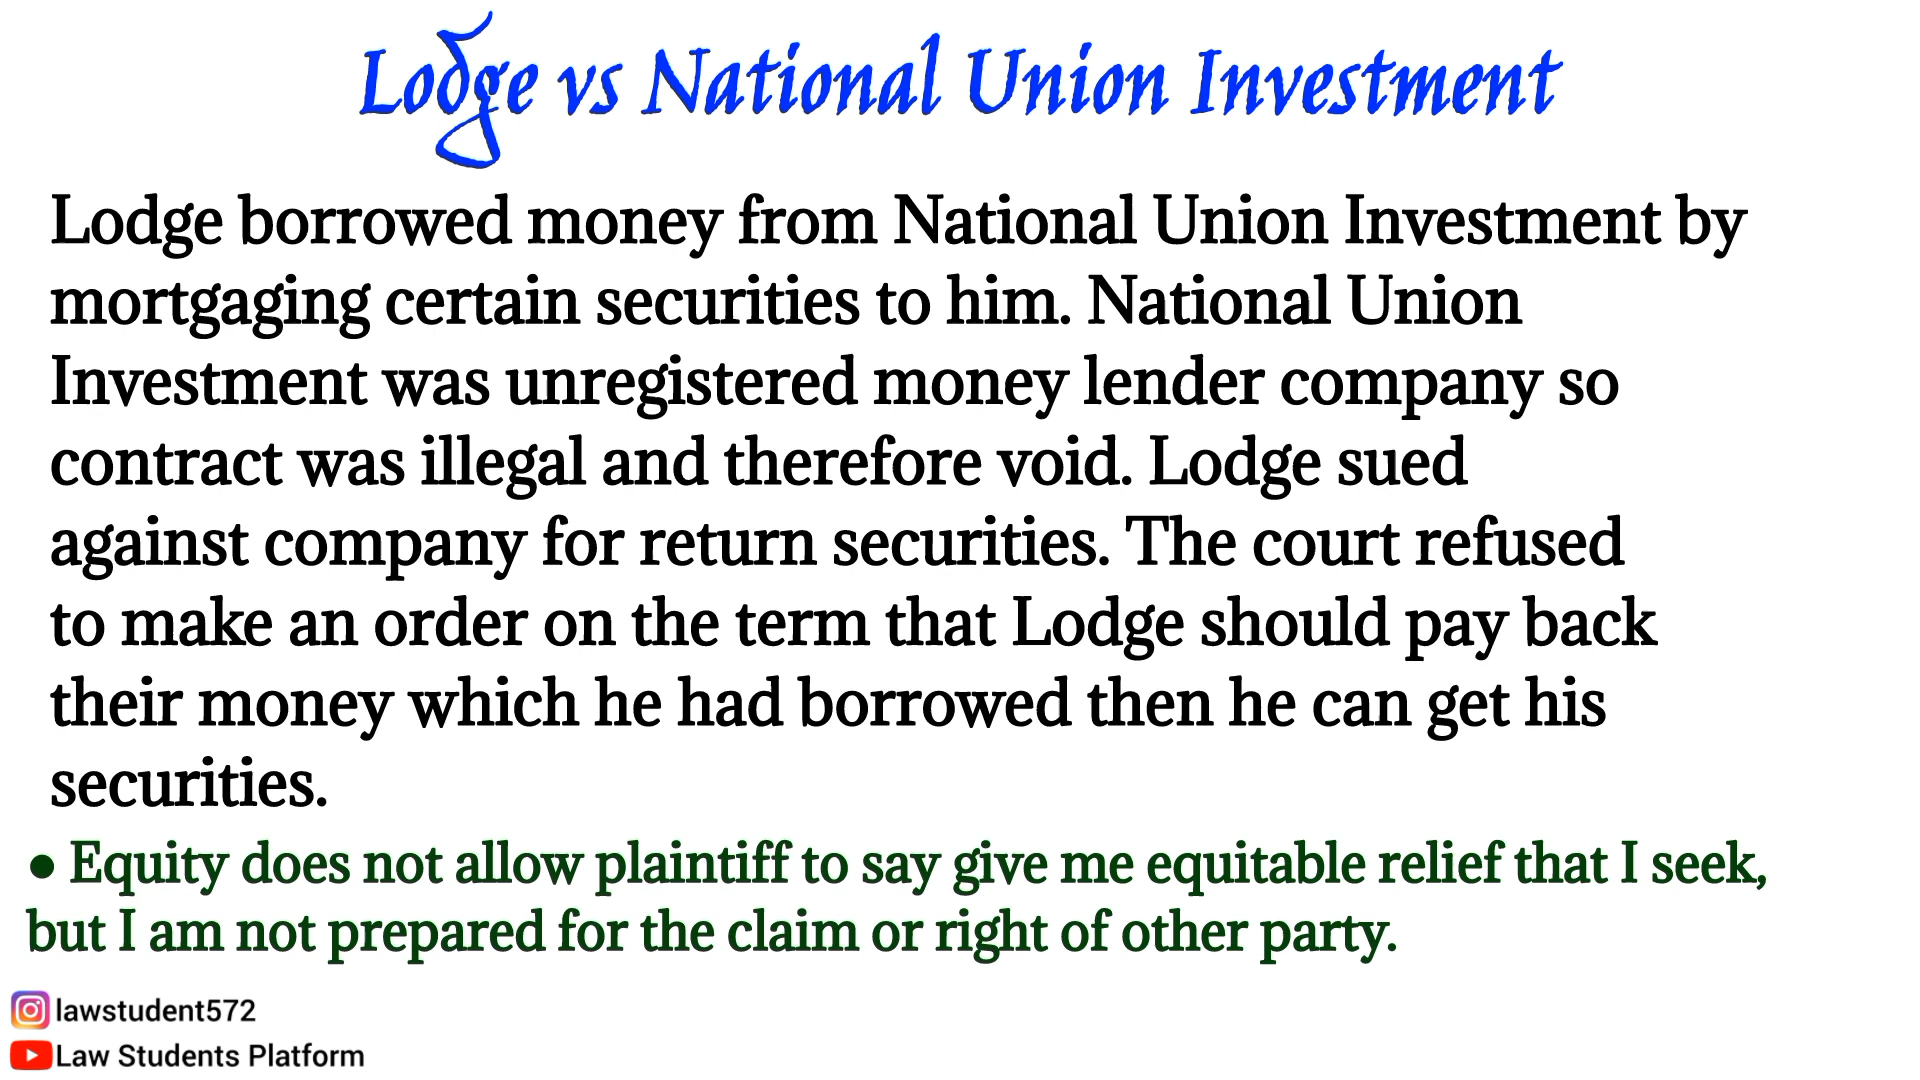 Lodge vs National Union Investment
Lodge borrowed money from National Union Investment by
mortgaging certain securities to him. National Union
Investment was unregistered money lender company so
contract was illegal and therefore void. Lodge sued
against company for return securities. The court refused
to make an order on the term that Lodge should pay back
their money which he had borrowed then he can get his
securities.
• Equity does not allow plaintiff to say give me equitable relief that I seek,
but I am not prepared for the claim or right of other party.
lawstudent572
Law Students Platform